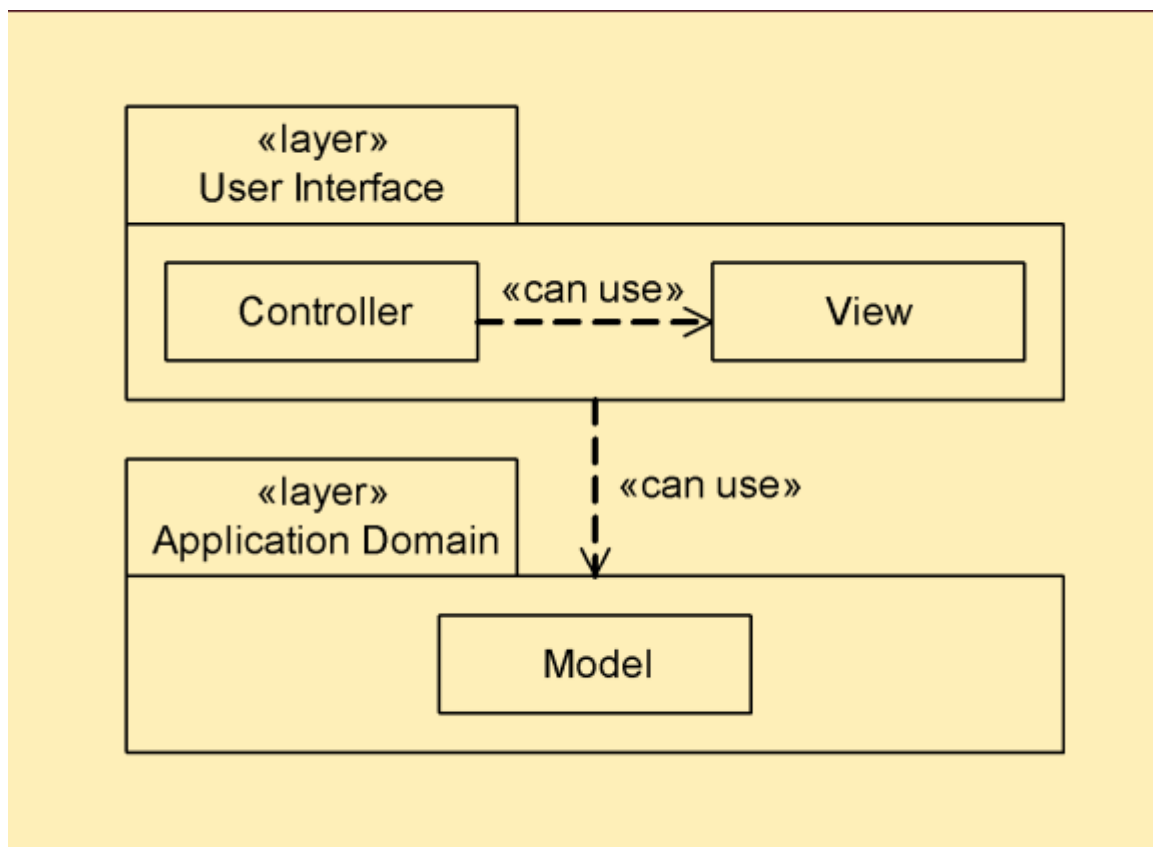 «layer»
User Interface
Controller
«can use»
View
«can use»
«layer»
Application Domain
Model